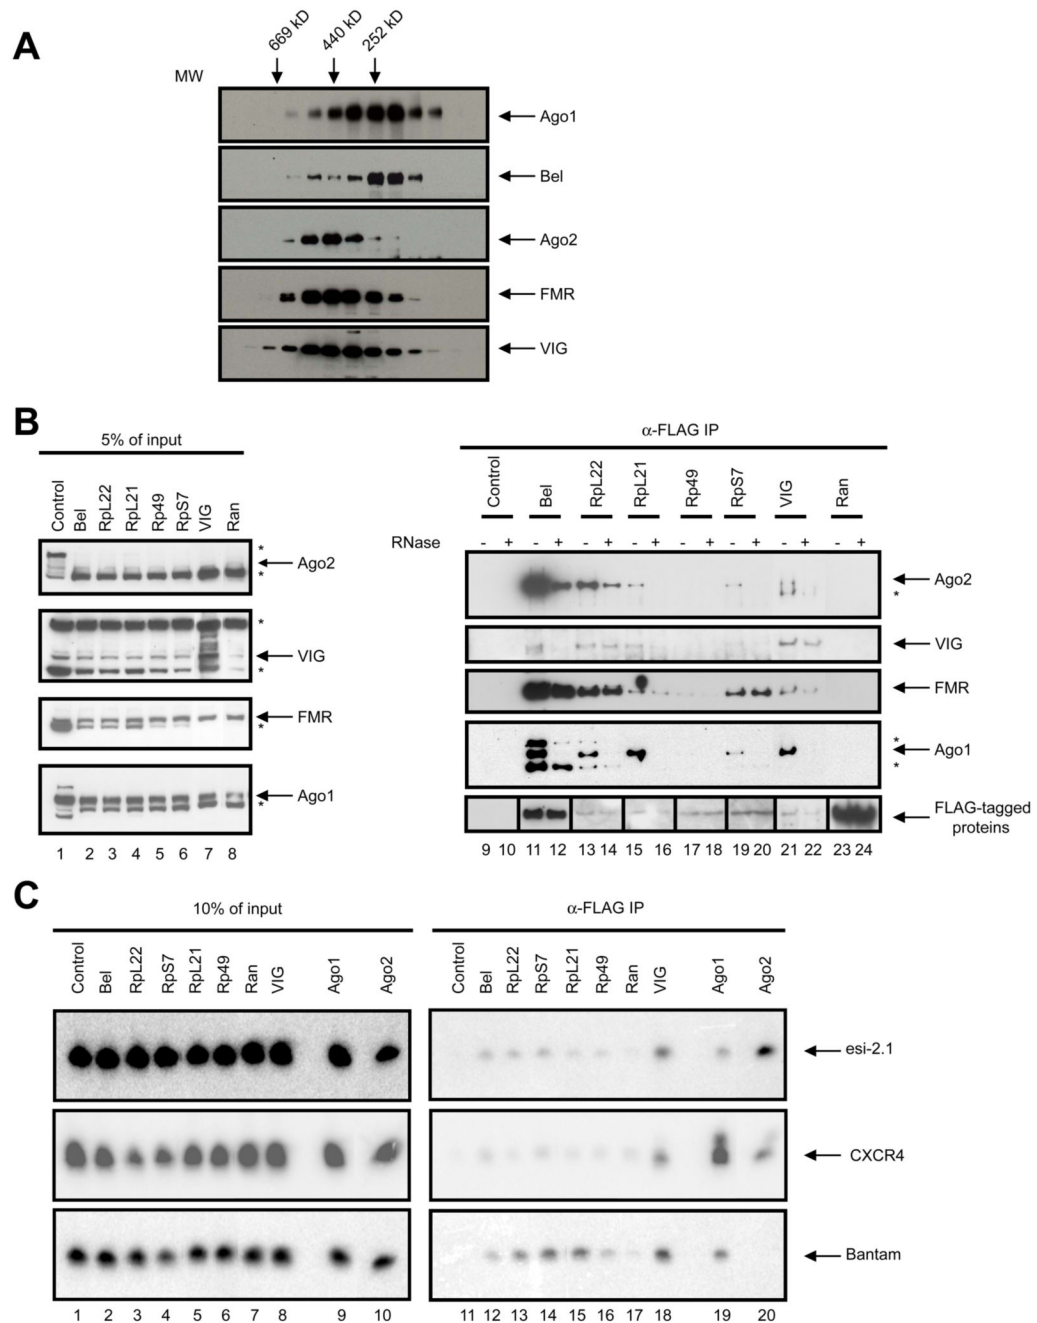 A
669 kD 440 kD 252 kD
MW
Ago1
Bel
Ago2
FMR
VIG
B
5% of input
Control Bel RpL22 RpL21 Rp49 RpS7 VIG Ran
*
Ago2
*
*
VIG
*
FMR
*
Ago1
*
1 2 3 4 5 6 7 8
α-FLAG IP
Control Bel RpL22 RpL21 Rp49 RpS7 VIG Ran
RNase - + - + - + - + - + - + - + - +
Ago2
*
VIG
FMR
*
Ago1
*
FLAG-tagged
proteins
9 10 11 12 13 14 15 16 17 18 19 20 21 22 23 24
C
10% of input
α-FLAG IP
Control Bel RpL22 RpS7 RpL21 Rp49 Ran VIG Ago1 Ago2
Control Bel RpL22 RpS7 RpL21 Rp49 Ran VIG Ago1 Ago2
esi-2.1
CXCR4
Bantam
1 2 3 4 5 6 7 8 9 10
11 12 13 14 15 16 17 18 19 20